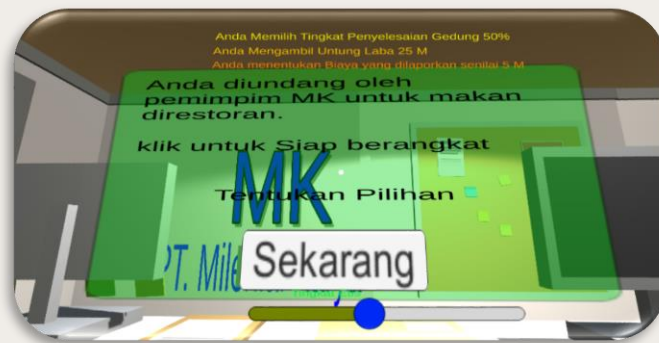 Anda Memilih Tingkat Penyelesaian Gedung 50%
Anda Mengambil Untung Laba 25 M
Anda menentukan Biaya yang dilaporkan senilai 5 M
Anda diundang oleh
pemimpim MK untuk makan
direstoran.
klik untuk Siap berangkat
MK
Tentukan Pilihan
PT.
Sekarang